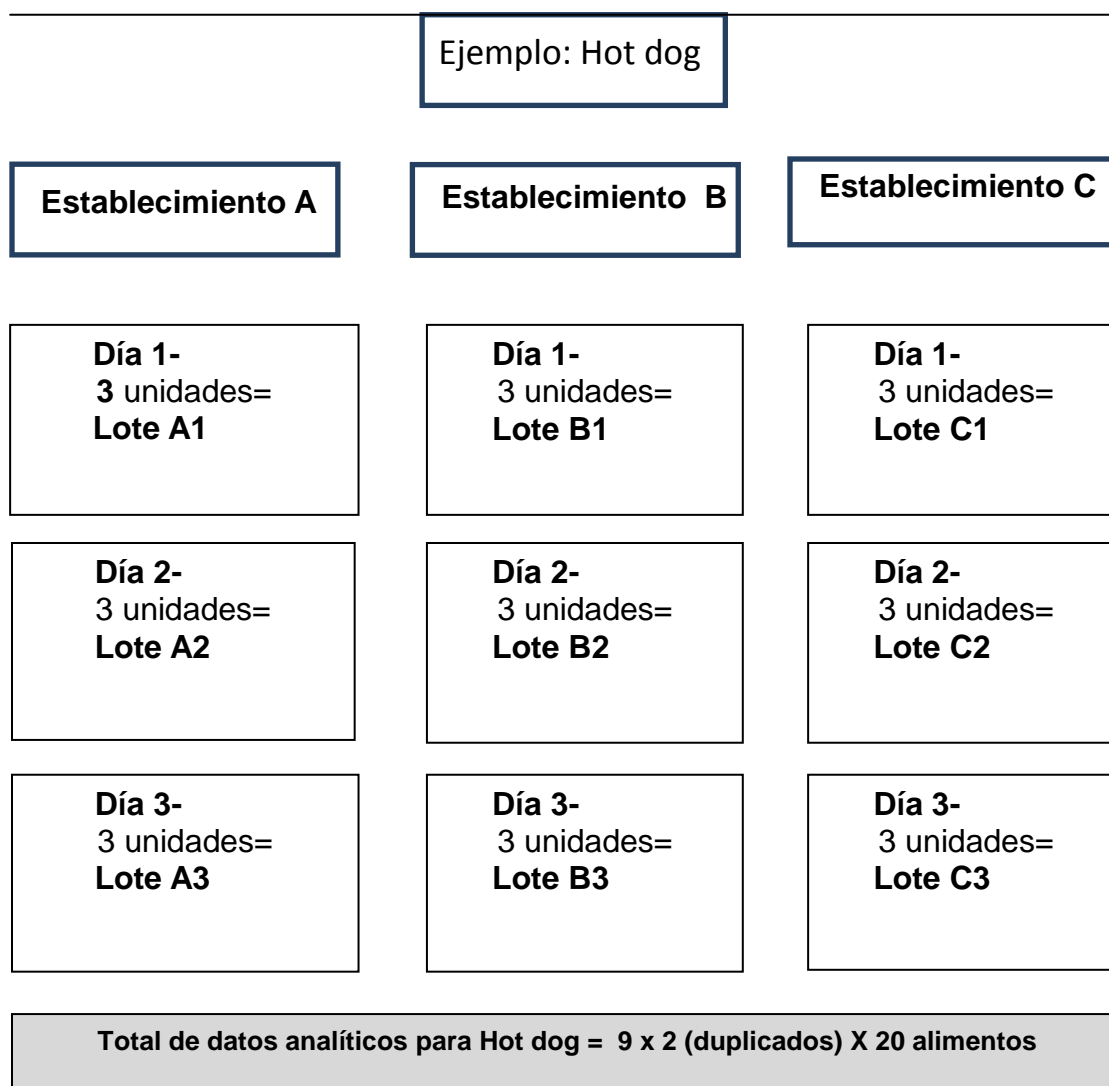 Ejemplo: Hot dog
Establecimiento A
Establecimiento B
Establecimiento C
Día 1-
3 unidades=
Lote A1
Día 1-
3 unidades=
Lote B1
Día 1-
3 unidades=
Lote C1
Día 2-
3 unidades=
Lote A2
Día 2-
3 unidades=
Lote B2
Día 2-
3 unidades=
Lote C2
Día 3-
3 unidades=
Lote A3
Día 3-
3 unidades=
Lote B3
Día 3-
3 unidades=
Lote C3
Total de datos analíticos para Hot dog = 9 x 2 (duplicados) X 20 alimentos